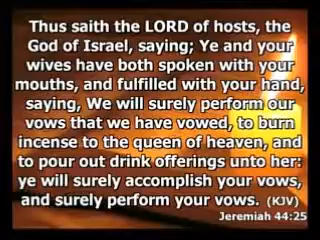 Thus saith the LORD of hosts, the
God of Israel, saying; Ye and your
wives have both spoken with your
mouths, and fulfilled with your hand,
saying, We will surely perform our
vows that we have vowed, to burn
incense to the queen of heaven, and
to pour out drink offerings unto her:
ye will surely accomplish your vows,
and surely perform your vows. (KJV)
Jeremiah 44:25